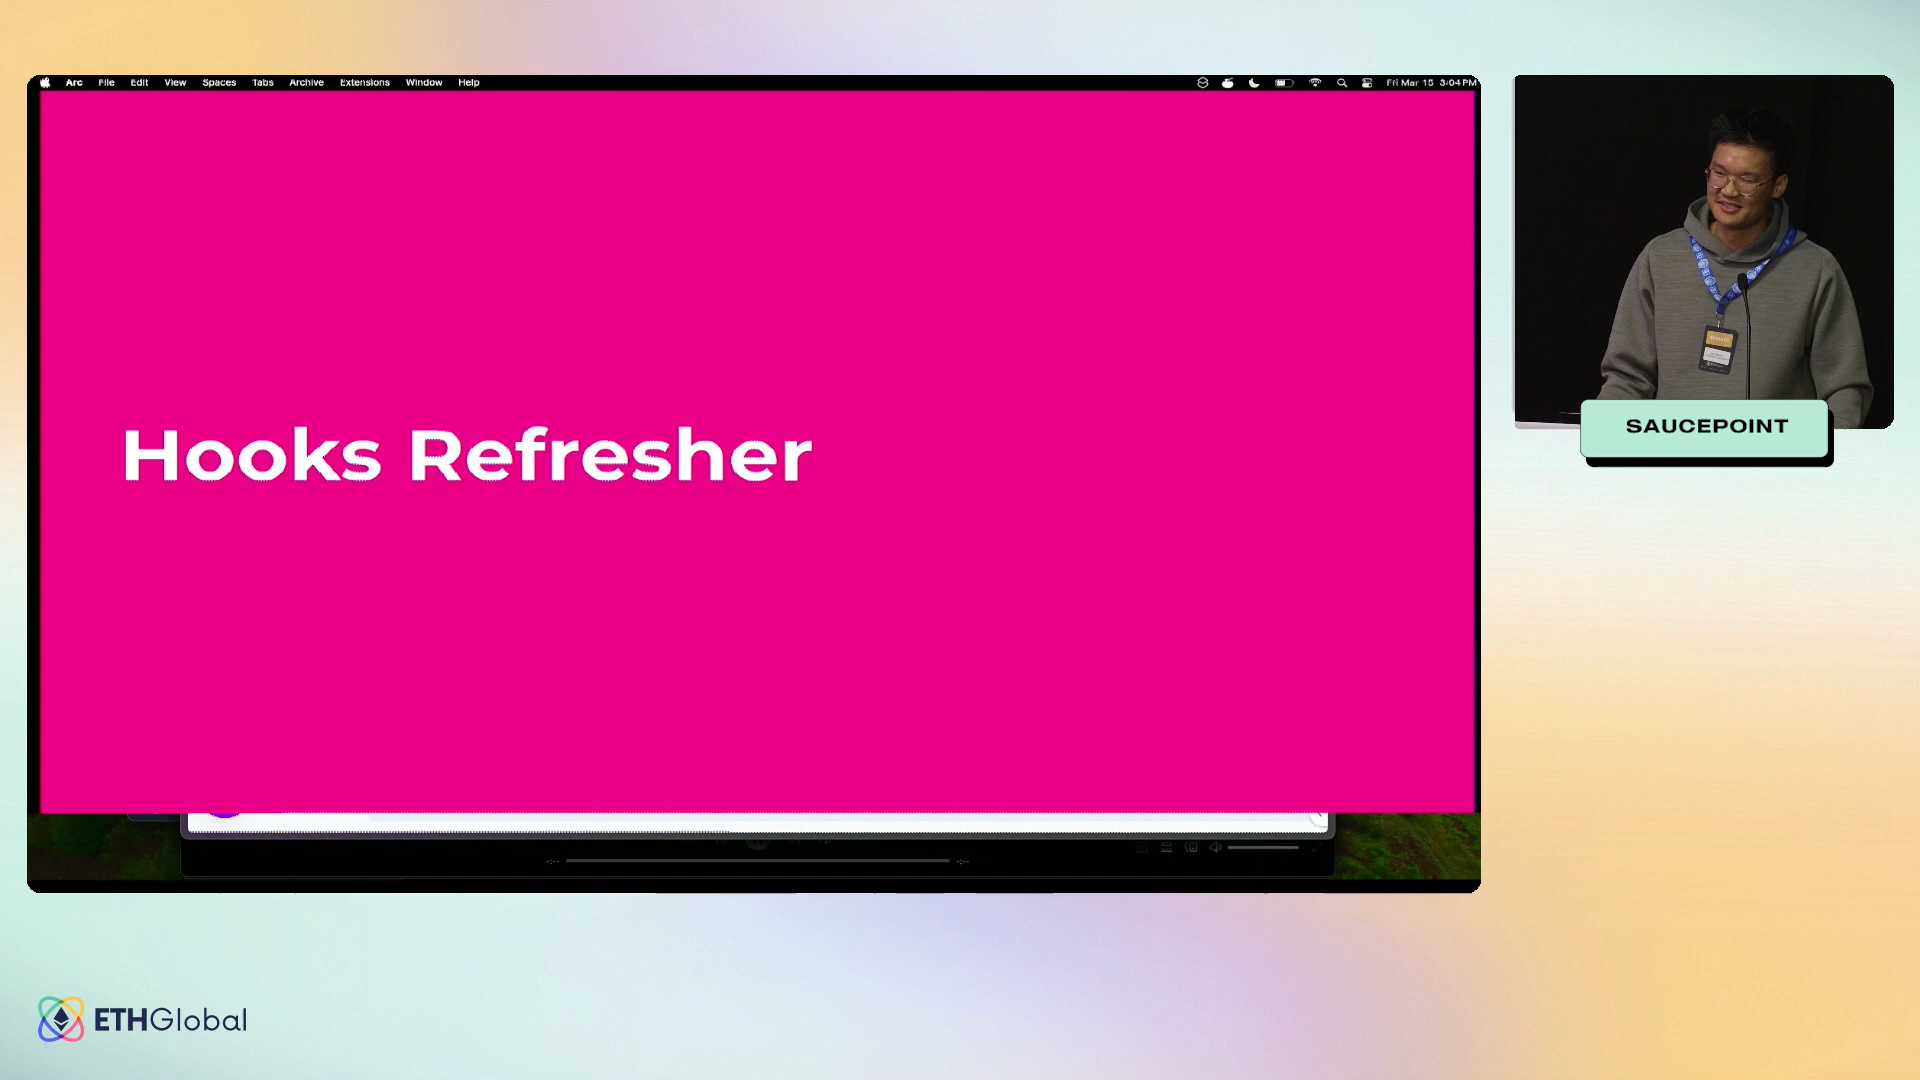 Arc File Edit View Spaces Tabs Archive Extensions Window Help
Fri Mar 15 3:04 PM
Hooks Refresher
SAUCEPOINT
ETHGlobal